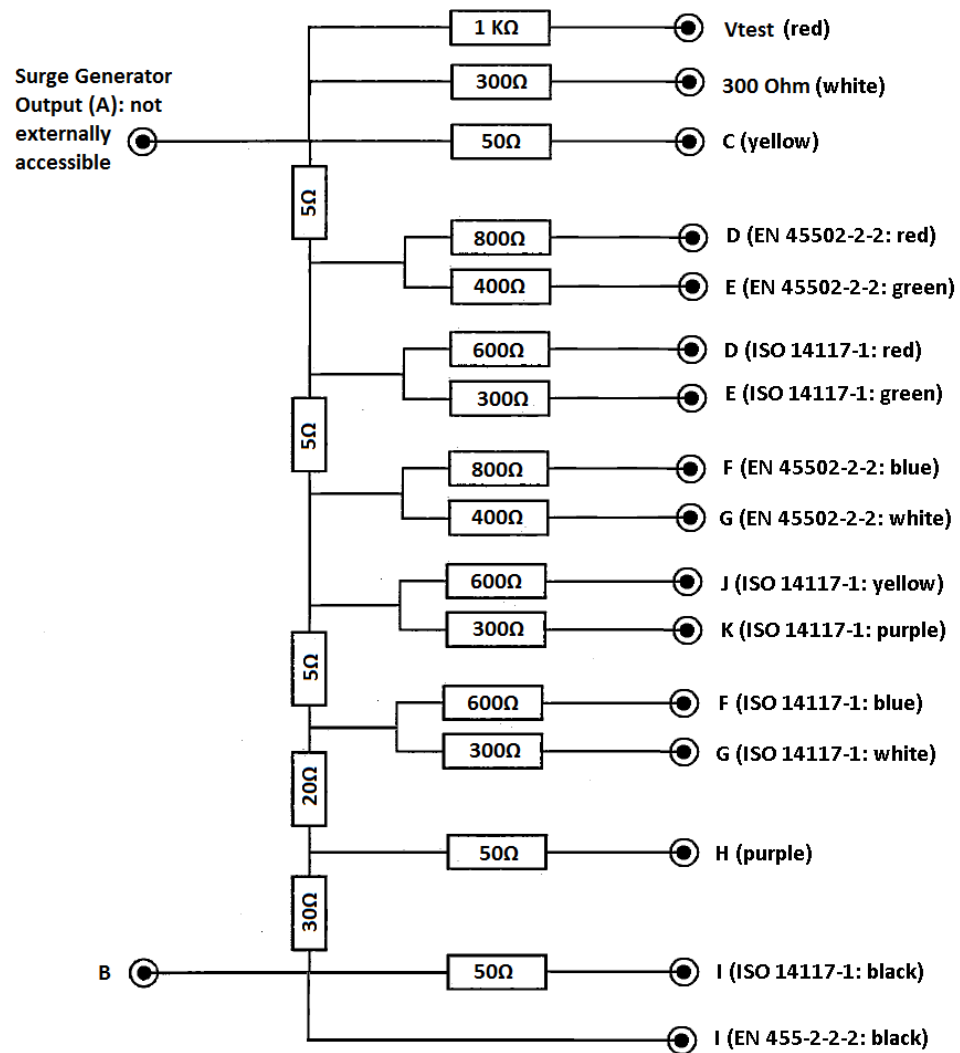 1 KΩ
Vtest (red)
Surge Generator
Output (A): not
externally
accessible
300Ω
300 Ohm (white)
50Ω
C (yellow)
5Ω
800Ω
D (EN 45502-2-2: red)
400Ω
E (EN 45502-2-2: green)
600Ω
D (ISO 14117-1: red)
300Ω
E (ISO 14117-1: green)
5Ω
800Ω
F (EN 45502-2-2: blue)
400Ω
G (EN 45502-2-2: white)
600Ω
J (ISO 14117-1: yellow)
300Ω
K (ISO 14117-1: purple)
5Ω
600Ω
F (ISO 14117-1: blue)
300Ω
G (ISO 14117-1: white)
20Ω
50Ω
H (purple)
30Ω
B
50Ω
I (ISO 14117-1: black)
I (EN 455-2-2-2: black)